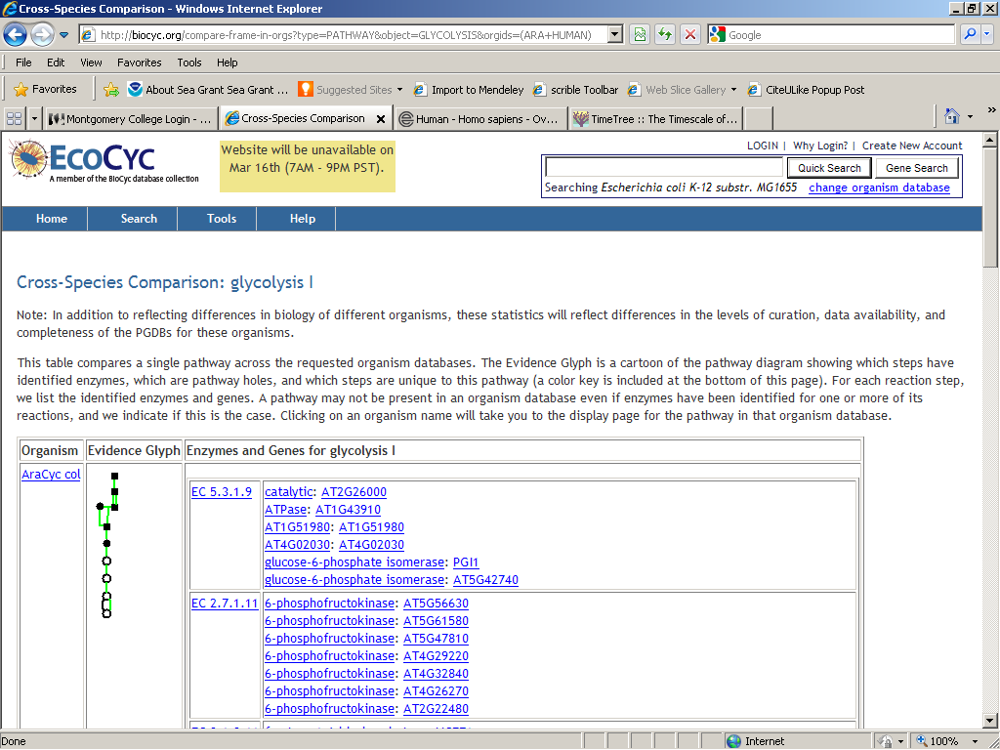 Cross-Species Comparison - Windows Internet Explorer
http://biocyc.org/compare-frame-in-orgs?type=PATHWAY&object=GLYCOLYSIS&orgids=(ARA+HUMAN)
Google
File Edit View Favorites Tools Help
Favorites
About Sea Grant Sea Grant ...
Suggested Sites
Import to Mendeley
scrible Toolbar
Web Slice Gallery
CiteULike Popup Post
Montgomery College Login - ...
Cross-Species Comparison
Human - Homo sapiens - Ov...
TimeTree :: The Timescale of...
EcoCyc
A member of the BioCyc database collection
Website will be unavailable on
Mar 16th (7AM - 9PM PST).
LOGIN | Why Login? | Create New Account
Quick Search
Gene Search
Searching Escherichia coli K-12 substr. MG1655 change organism database
Home Search Tools Help
Cross-Species Comparison: glycolysis I
Note: In addition to reflecting differences in biology of different organisms, these statistics will reflect differences in the levels of curation, data availability, and
completeness of the PGDBs for these organisms.
This table compares a single pathway across the requested organism databases. The Evidence Glyph is a cartoon of the pathway diagram showing which steps have
identified enzymes, which are pathway holes, and which steps are unique to this pathway (a color key is included at the bottom of this page). For each reaction step,
we list the identified enzymes and genes. A pathway may not be present in an organism database even if enzymes have been identified for one or more of its
reactions, and we indicate if this is the case. Clicking on an organism name will take you to the display page for the pathway in that organism database.
Organism Evidence Glyph Enzymes and Genes for glycolysis I
AraCyc col
EC 5.3.1.9 catalytic: AT2G26000
ATPase: AT1G43910
AT1G51980: AT1G51980
AT4G02030: AT4G02030
glucose-6-phosphate isomerase: PGI1
glucose-6-phosphate isomerase: AT5G42740
EC 2.7.1.11 6-phosphofructokinase: AT5G56630
6-phosphofructokinase: AT5G61580
6-phosphofructokinase: AT5G47810
6-phosphofructokinase: AT4G29220
6-phosphofructokinase: AT4G32840
6-phosphofructokinase: AT4G26270
6-phosphofructokinase: AT2G22480
Done
Internet
100%